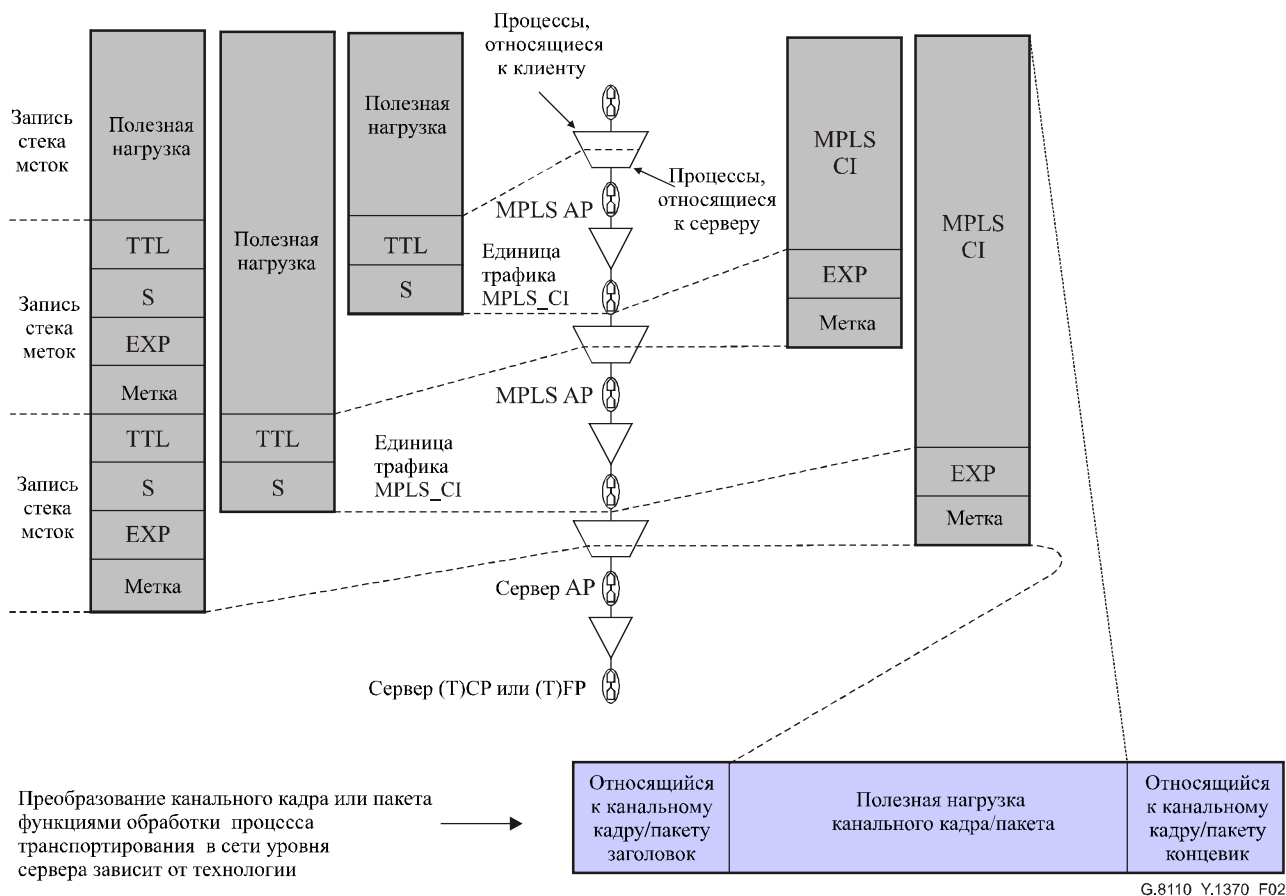 Запись
стека
меток
Запись
стека
меток
Запись
стека
меток
Полезная
нагрузка
TTL
S
EXP
Метка
TTL
S
EXP
Метка
Полезная
нагрузка
TTL
S
Полезная
нагрузка
TTL
S
Процессы,
относящиеся
к клиенту
Процессы,
относящиеся
к серверу
MPLS AP
Единица
трафика
MPLS_CI
MPLS AP
Единица
трафика
MPLS_CI
Сервер AP
Сервер (T)CP или (T)FP
MPLS
CI
EXP
Метка
MPLS
CI
EXP
Метка
Преобразование канального кадра или пакета
функциями обработки процесса
транспортирования в сети уровня
сервера зависит от технологии
Относящийся
к канальному
кадру/пакету
заголовок
Полезная нагрузка
канального кадра/пакета
Относящийся
к канальному
кадру/пакету
концевик
G.8110_Y.1370_F02